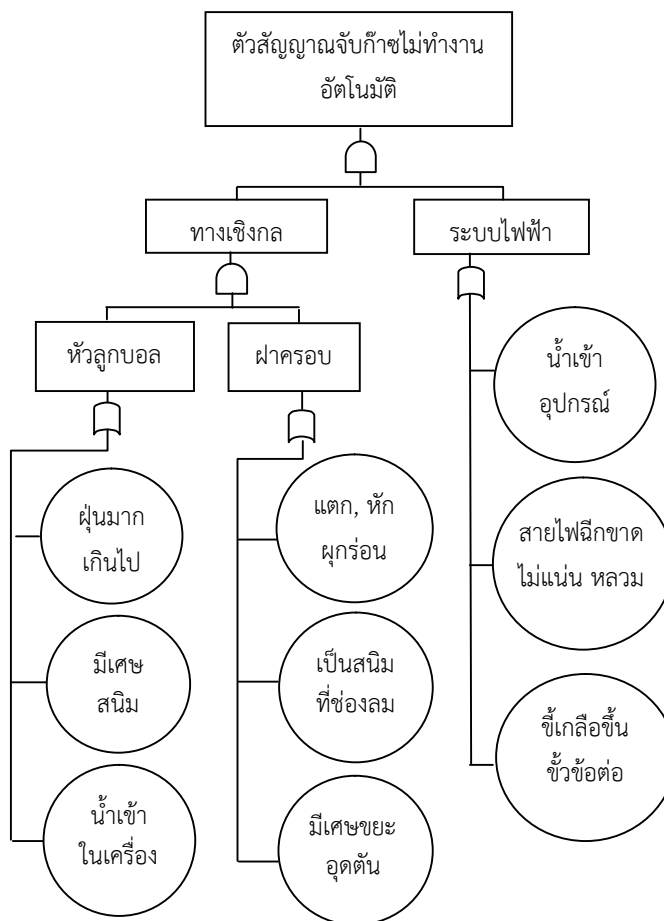 ตัวสัญญาณจับก๊าซไม่ทำงาน
อัตโนมัติ
ทางเชิงกล
ระบบไฟฟ้า
หัวลูกบอล
ฝาครอบ
น้ำเข้า
อุปกรณ์
ฝุ่นมาก
เกินไป
แตก, หัก
ผุกร่อน
สายไฟฉีกขาด
ไม่แน่น หลวม
มีเศษ
สนิม
เป็นสนิม
ที่ช่องลม
ขี้เกลือขึ้น
ขั้วข้อต่อ
น้ำเข้า
ในเครื่อง
มีเศษขยะ
อุดตัน